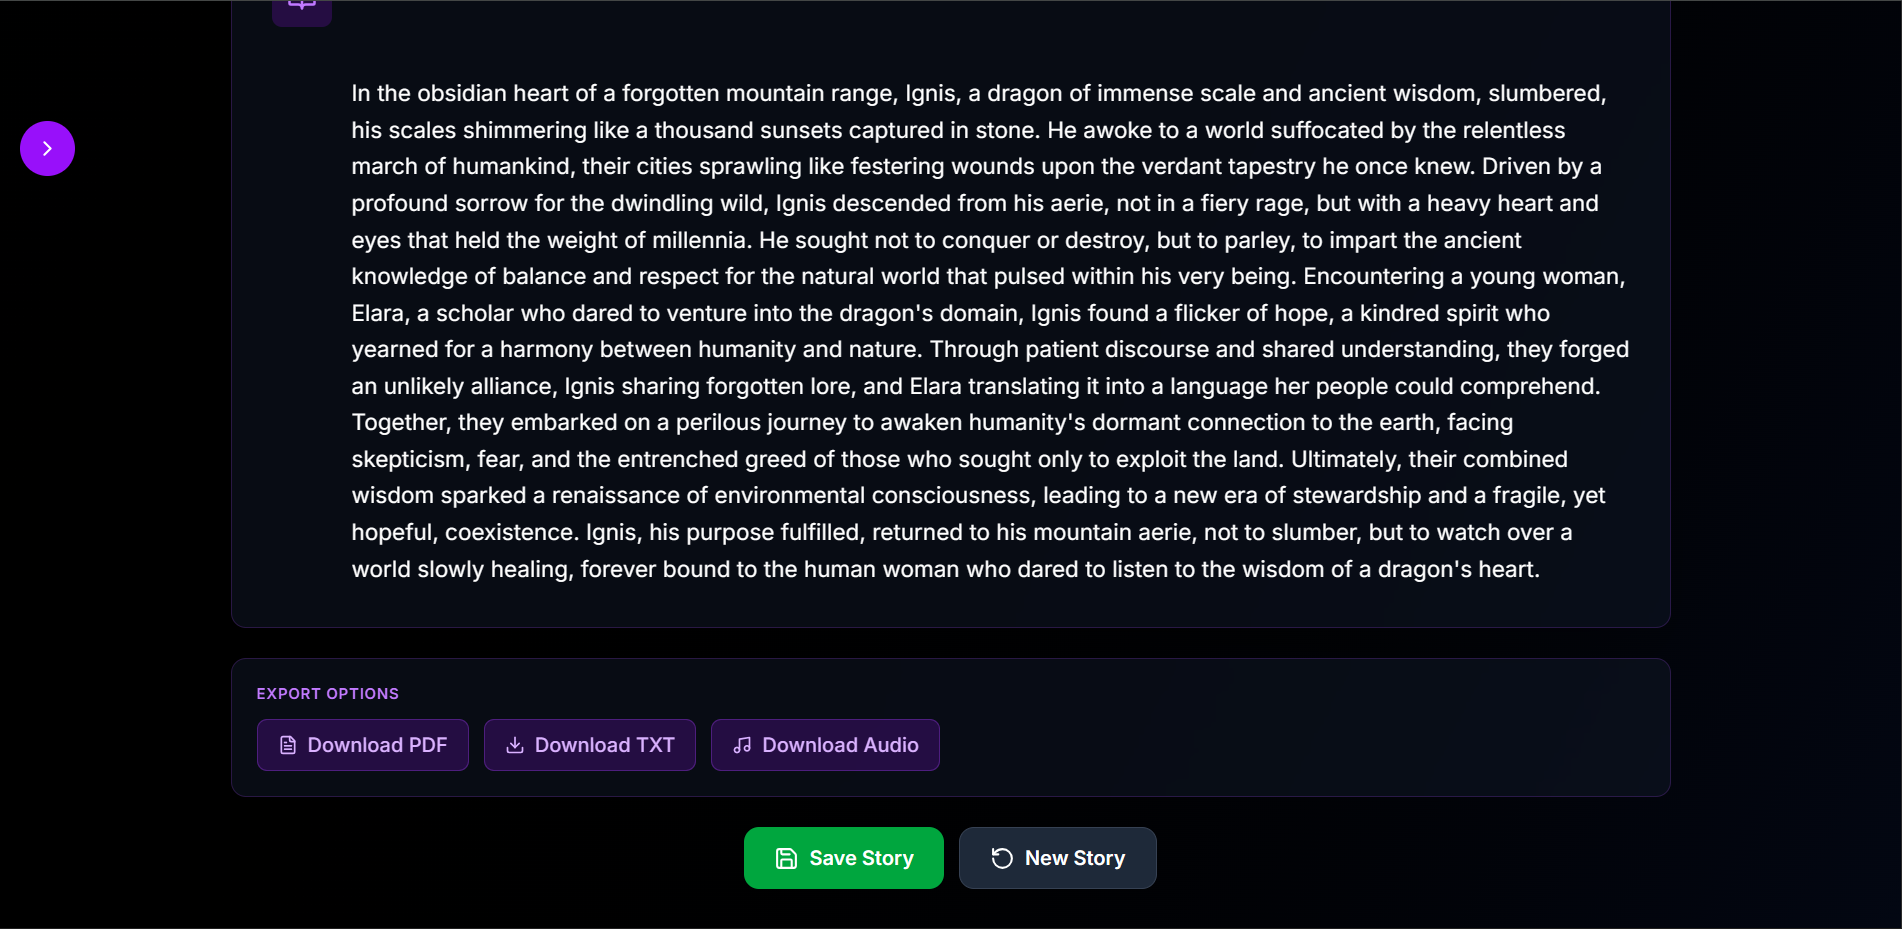 In the obsidian heart of a forgotten mountain range, Ignis, a dragon of immense scale and ancient wisdom, slumbered,
his scales shimmering like a thousand sunsets captured in stone. He awoke to a world suffocated by the relentless
march of humankind, their cities sprawling like festering wounds upon the verdant tapestry he once knew. Driven by a
profound sorrow for the dwindling wild, Ignis descended from his aerie, not in a fiery rage, but with a heavy heart and
eyes that held the weight of millennia. He sought not to conquer or destroy, but to parley, to impart the ancient
knowledge of balance and respect for the natural world that pulsed within his very being. Encountering a young woman,
Elara, a scholar who dared to venture into the dragon's domain, Ignis found a flicker of hope, a kindred spirit who
yearned for a harmony between humanity and nature. Through patient discourse and shared understanding, they forged
an unlikely alliance, Ignis sharing forgotten lore, and Elara translating it into a language her people could comprehend.
Together, they embarked on a perilous journey to awaken humanity's dormant connection to the earth, facing
skepticism, fear, and the entrenched greed of those who sought only to exploit the land. Ultimately, their combined
wisdom sparked a renaissance of environmental consciousness, leading to a new era of stewardship and a fragile, yet
hopeful, coexistence. Ignis, his purpose fulfilled, returned to his mountain aerie, not to slumber, but to watch over a
world slowly healing, forever bound to the human woman who dared to listen to the wisdom of a dragon's heart.
EXPORT OPTIONS
Download PDF
Download TXT
Download Audio
Save Story
New Story